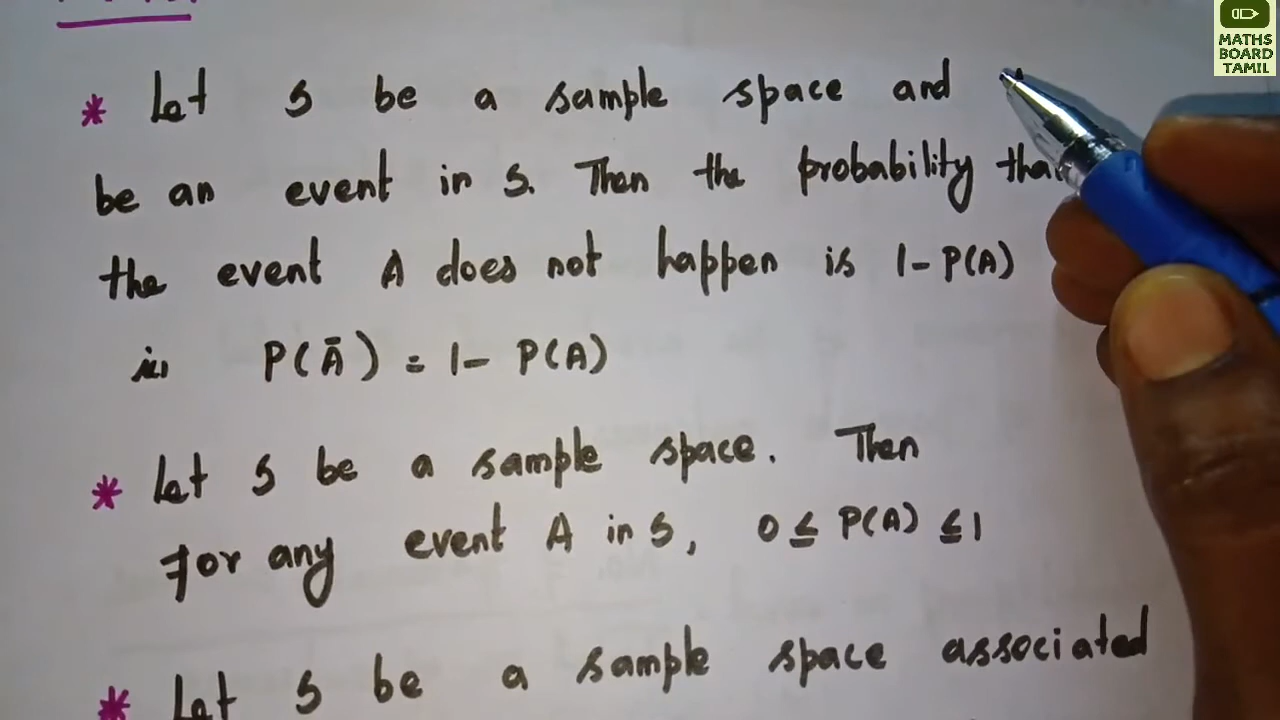 MATHS
BOARD
TAMIL
* Let S be a sample space and
be an event in S. Then the probability that
the event A does not happen is 1-P(A)
ie, P(Ā) = 1- P(A)
* Let S be a sample space. Then
for any event A in S, 0 ≤ P(A) ≤ 1
* Let S be a sample space associated